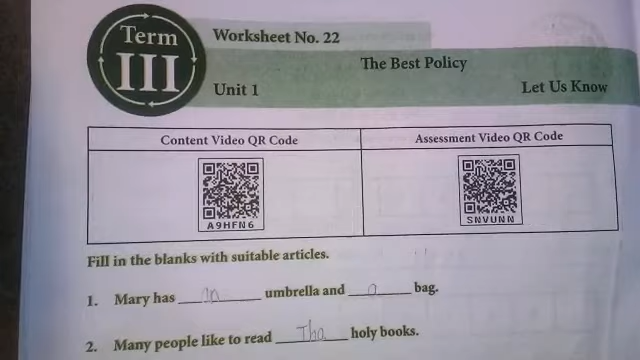 Term
III
Worksheet No. 22
The Best Policy
Unit 1
Let Us Know
Content Video QR Code
Assessment Video QR Code
A9HFN6
SNVUNN
Fill in the blanks with suitable articles.
1. Mary has an umbrella and a bag.
2. Many people like to read Tha holy books.